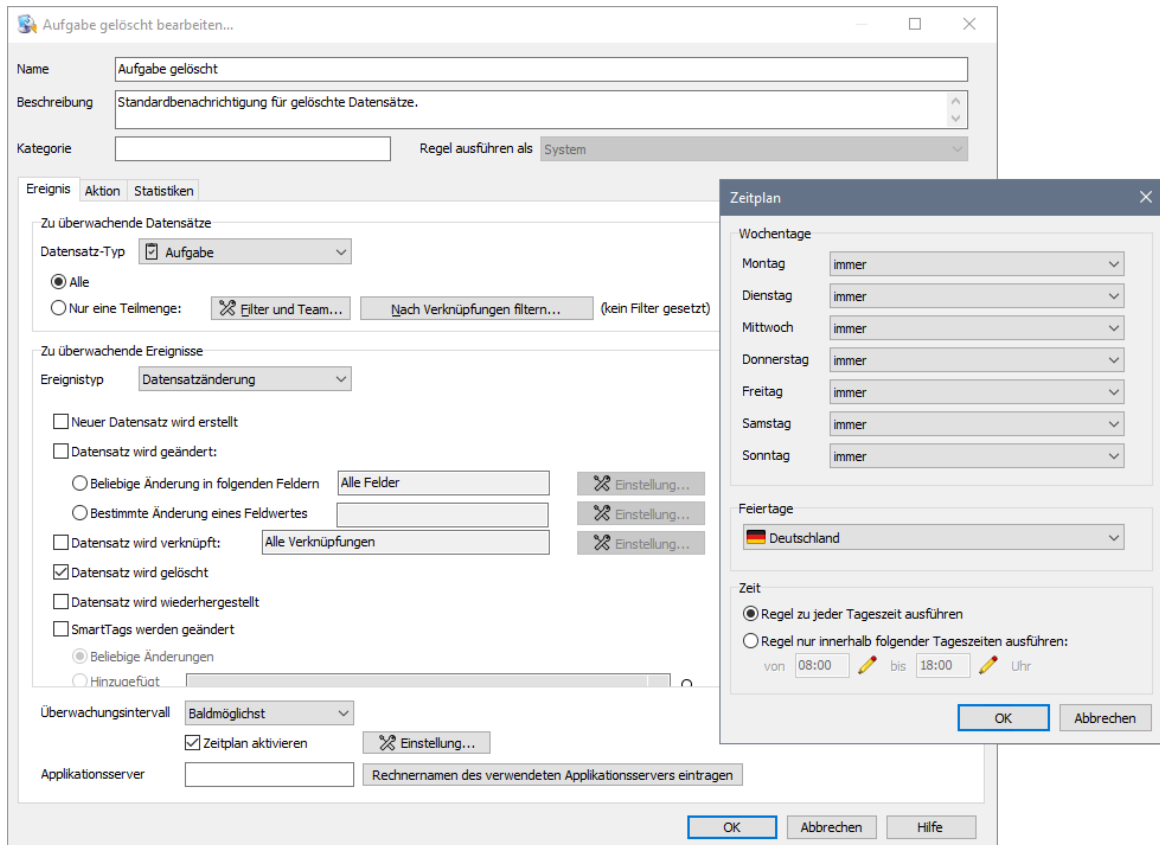 Aufgabe gelöscht bearbeiten...
Name Aufgabe gelöscht
Beschreibung Standardbenachrichtigung für gelöschte Datensätze.
Kategorie Regel ausführen als System
Ereignis Aktion Statistiken
Zu überwachende Datensätze
Datensatz-Typ Aufgabe
Alle
Nur eine Teilmenge: Filter und Team... Nach Verknüpfungen filtern... (kein Filter gesetzt)
Zu überwachende Ereignisse
Ereignistyp Datensatzänderung
Neuer Datensatz wird erstellt
Datensatz wird geändert:
Beliebige Änderung in folgenden Feldern Alle Felder Einstellung...
Bestimmte Änderung eines Feldwertes Einstellung...
Datensatz wird verknüpft: Alle Verknüpfungen Einstellung...
Datensatz wird gelöscht
Datensatz wird wiederhergestellt
SmartTags werden geändert
Beliebige Änderungen
Hinzugefügt
Überwachungsintervall Baldmöglichst
Zeitplan aktivieren Einstellung...
Applikationsserver Rechnernamen des verwendeten Applikationsservers eintragen
OK Abbrechen Hilfe
Zeitplan
Wochentage
Montag immer
Dienstag immer
Mittwoch immer
Donnerstag immer
Freitag immer
Samstag immer
Sonntag immer
Feiertage
Deutschland
Zeit
Regel zu jeder Tageszeit ausführen
Regel nur innerhalb folgender Tageszeiten ausführen:
von 08:00 bis 18:00 Uhr
OK Abbrechen